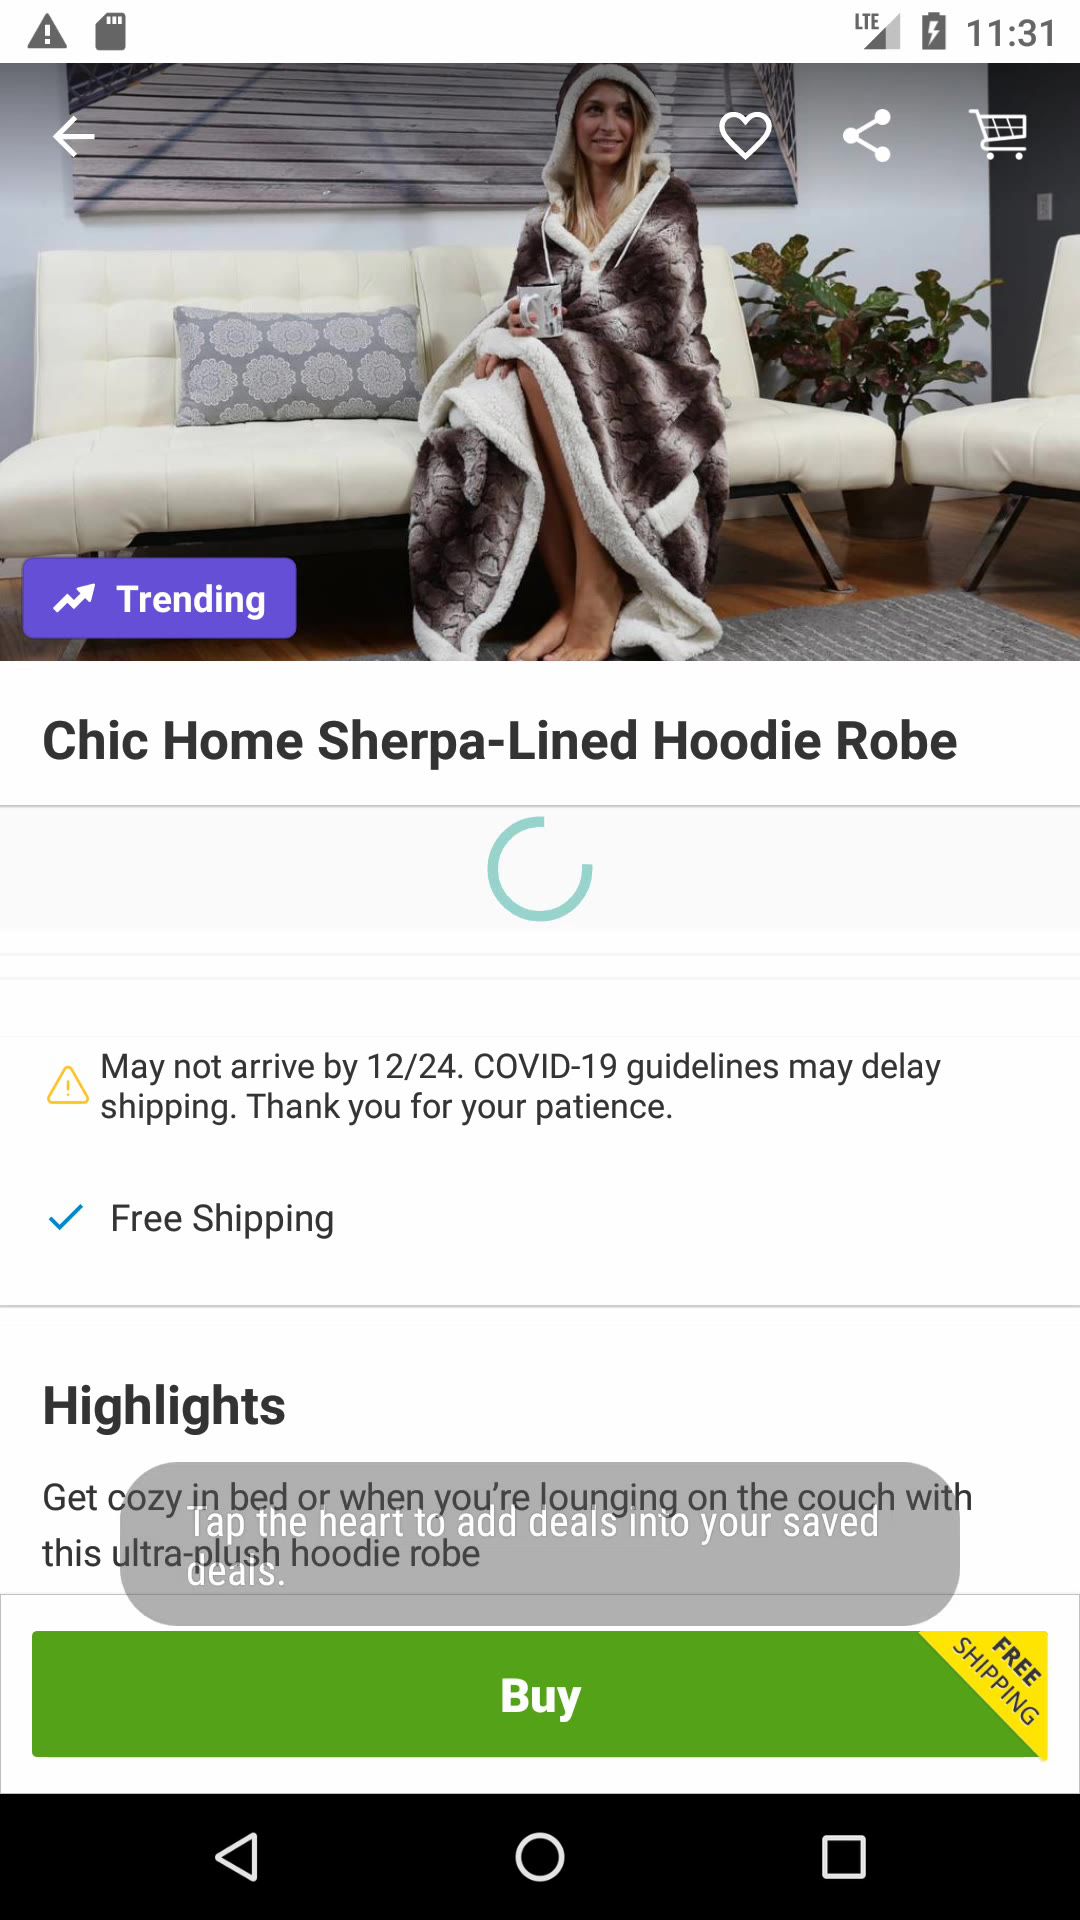 LTE 11:31
Trending
Chic Home Sherpa-Lined Hoodie Robe
May not arrive by 12/24. COVID-19 guidelines may delay
shipping. Thank you for your patience.
Free Shipping
Highlights
Get cozy in bed or when you’re lounging on the couch with
this ultra-plush hoodie robe
Tap the heart to add deals into your saved
deals.
Buy
FREE
SHIPPING